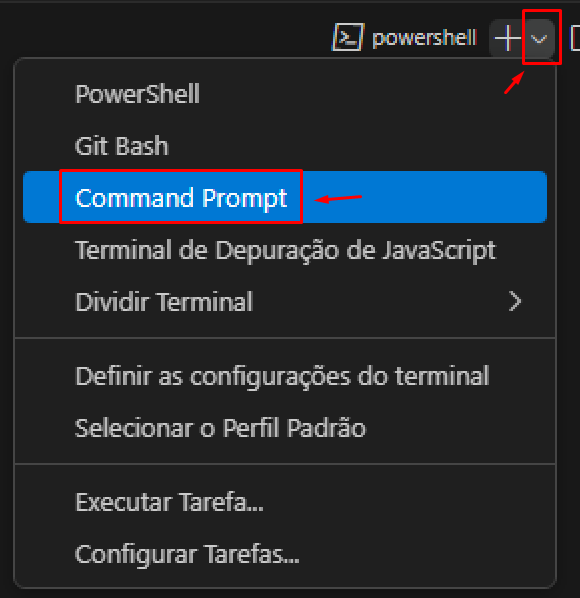 powershell
PowerShell
Git Bash
Command Prompt
Terminal de Depuração de JavaScript
Dividir Terminal
Definir as configurações do terminal
Selecionar o Perfil Padrão
Executar Tarefa...
Configurar Tarefas...